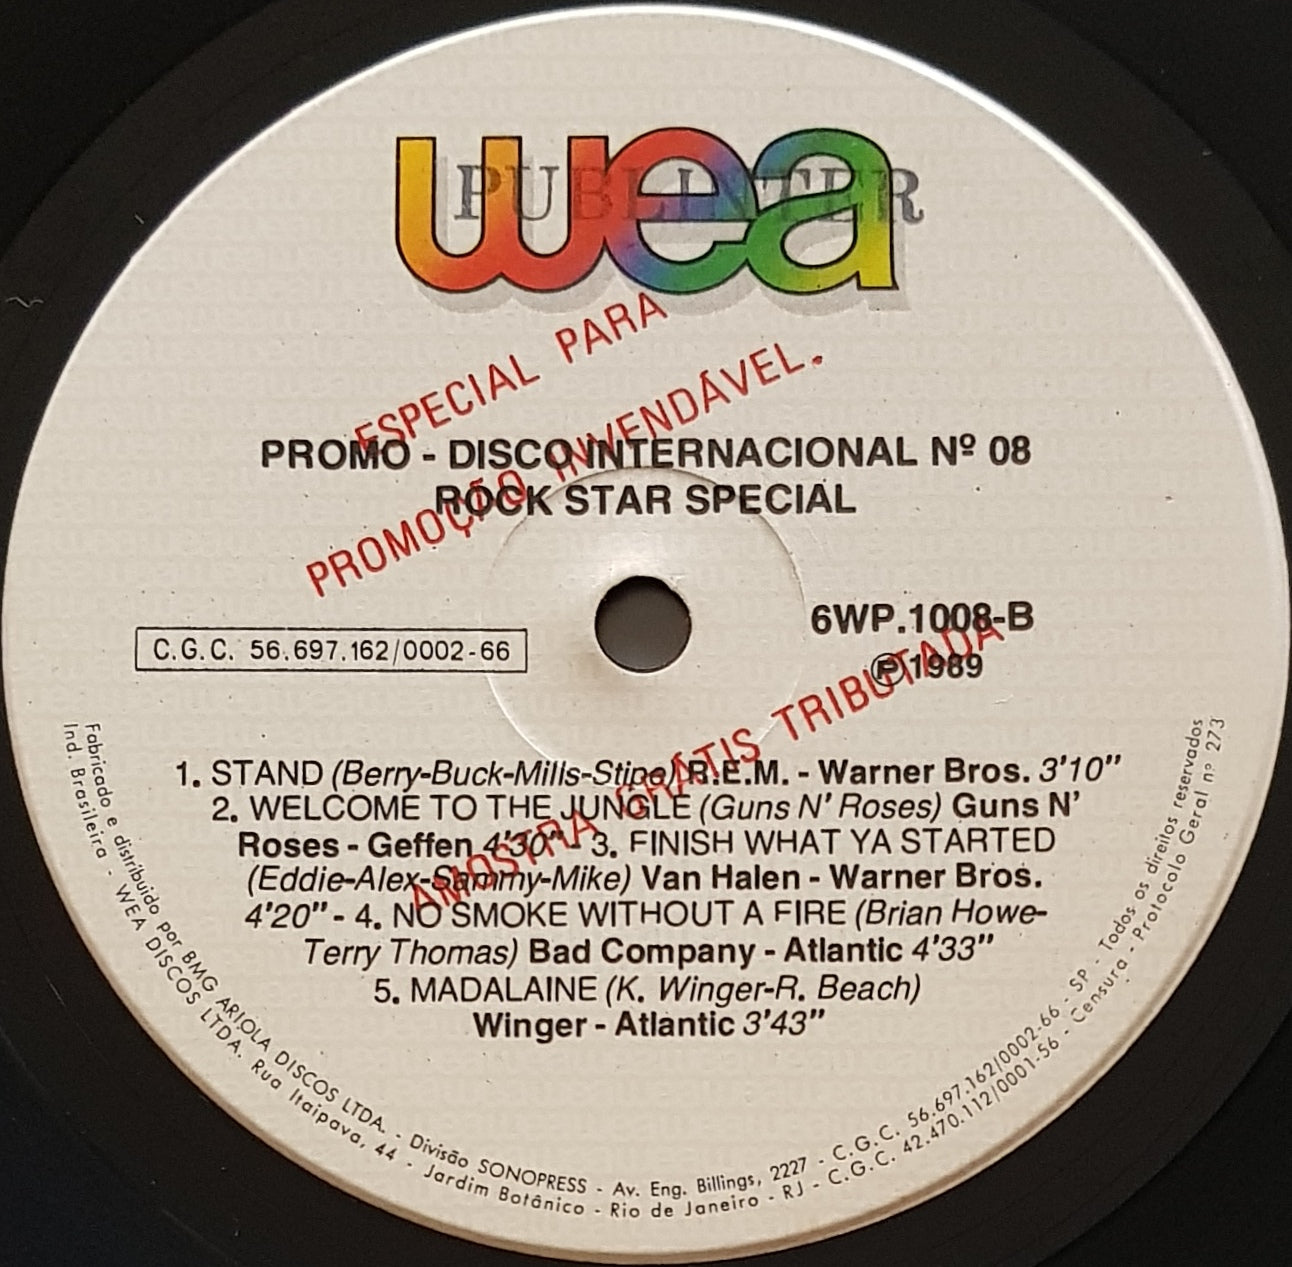 wea
PUBLINTER
ESPECIAL PARA
PROMOÇÃO INVENDÁVEL.
PROMO - DISCO INTERNACIONAL Nº 08
ROCK STAR SPECIAL
6WP.1008-B
C.G.C. 56.697.162/0002-66
℗ 1989
AMOSTRA GRÁTIS TRIBUTADA
1. STAND (Berry-Buck-Mills-Stipe) R.E.M. - Warner Bros. 3'10"
2. WELCOME TO THE JUNGLE (Guns N' Roses) Guns N'
Roses - Geffen 4'30" - 3. FINISH WHAT YA STARTED
(Eddie-Alex-Sammy-Mike) Van Halen - Warner Bros.
4'20" - 4. NO SMOKE WITHOUT A FIRE (Brian Howe-
Terry Thomas) Bad Company - Atlantic 4'33"
5. MADALAINE (K. Winger-R. Beach)
Winger - Atlantic 3'43"
Fabricado e distribuido por BMG ARIOLA DISCOS LTDA. - Divisão SONOPRESS - Av. Eng. Billings, 2227 - C.G.C. 56.697.162/0002-66 - SP - Todos os direitos reservados
Ind. Brasileira - WEA DISCOS LTDA. Rua Itaipava, 44 - Jardim Botânico - Rio de Janeiro - RJ - C.G.C. 42.470.112/0001-56 - Censura - Protocolo Geral nº 273